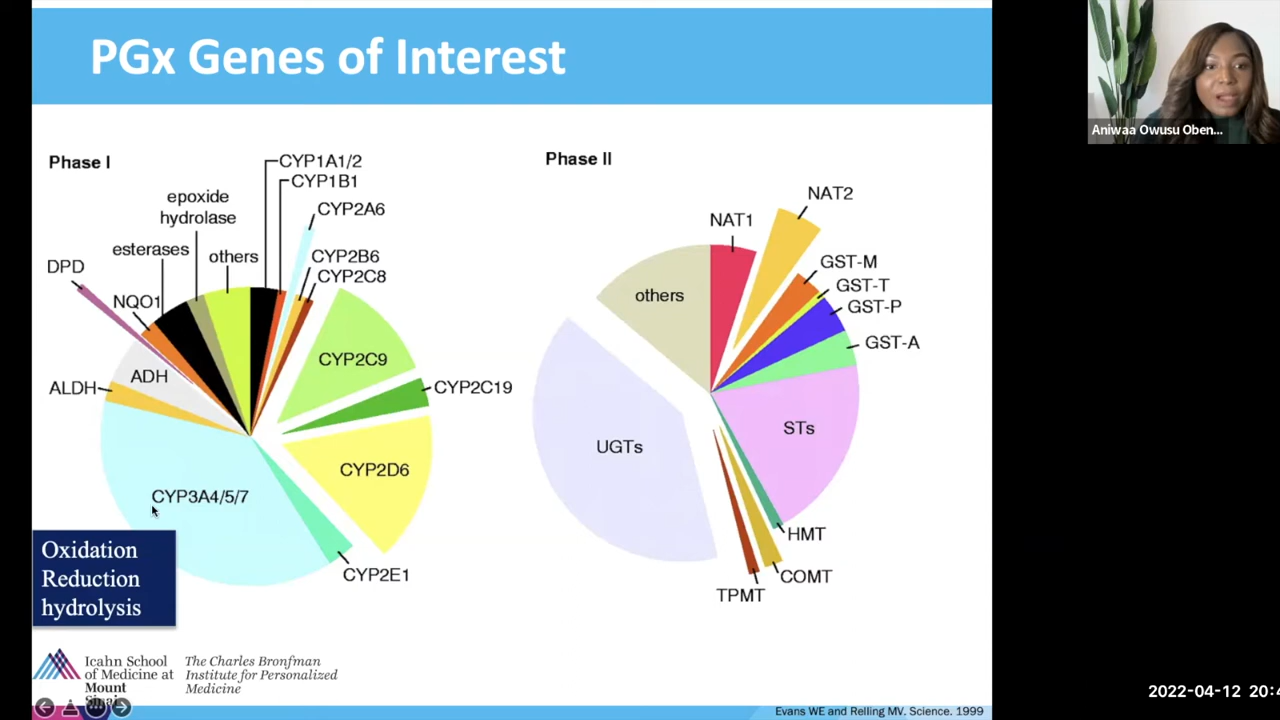 PGx Genes of Interest
Aniwaa Owusu Oben...
Phase I
CYP1A1/2
CYP1B1
CYP2A6
epoxide
hydrolase
esterases
others
CYP2B6
CYP2C8
DPD
NQO1
CYP2C9
ADH
ALDH
CYP2C19
CYP2D6
CYP3A4/5/7
CYP2E1
Oxidation
Reduction
hydrolysis
Phase II
NAT2
NAT1
GST-M
GST-T
GST-P
GST-A
others
STs
UGTs
HMT
COMT
TPMT
Icahn School
of Medicine at
Mount
Sinai
The Charles Bronfman
Institute for Personalized
Medicine
2022-04-12 20:4
Evans WE and Relling MV. Science. 1999